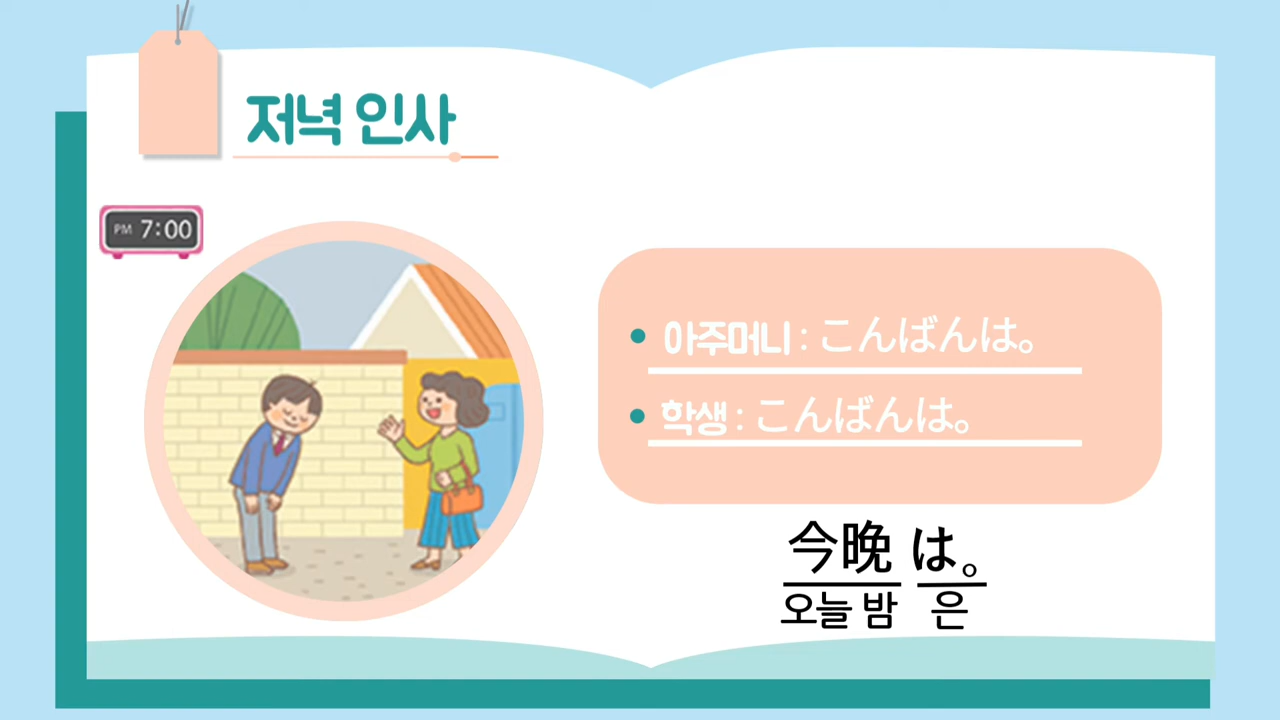 저녁 인사
PM 7:00
아주머니 : こんばんは。
학생 : こんばんは。
今晩 は。
오늘 밤 은